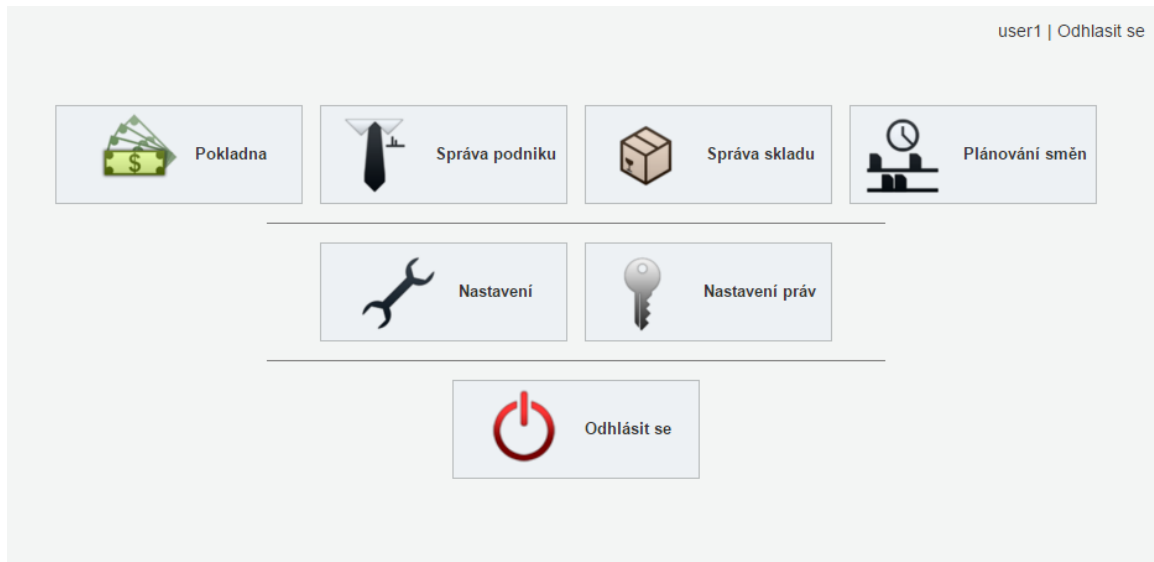 user1 | Odhlasit se
Pokladna
Správa podniku
Správa skladu
Plánování směn
Nastavení
Nastavení práv
Odhlásit se